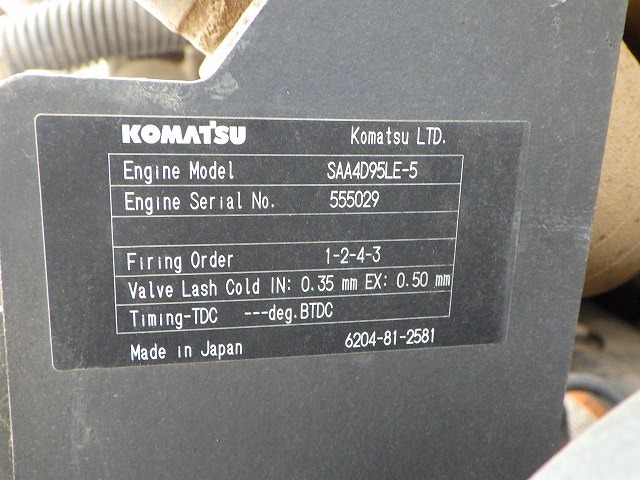 KOMATSU Komatsu LTD.
Engine Model SAA4D95LE-5
Engine Serial No. 555029
Firing Order 1-2-4-3
Valve Lash Cold IN: 0.35 mm EX: 0.50 mm
Timing-TDC ---deg.BTDC
Made in Japan 6204-81-2581